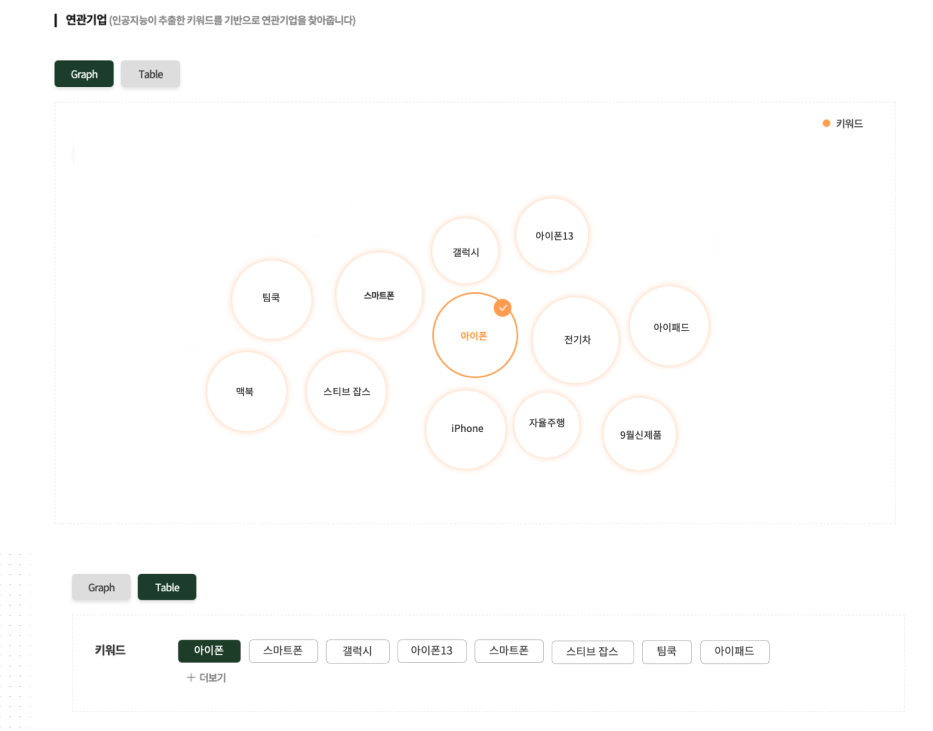 연관기업 (인공지능이 추출한 키워드를 기반으로 연관기업을 찾아줍니다)
Graph Table
키워드
아이폰13
갤럭시
팀쿡 스마트폰
아이폰 전기차 아이패드
맥북 스티브 잡스
iPhone 자율주행 9월신제품
Graph Table
키워드 아이폰 스마트폰 갤럭시 아이폰13 스마트폰 스티브 잡스 팀쿡 아이패드
+ 더보기